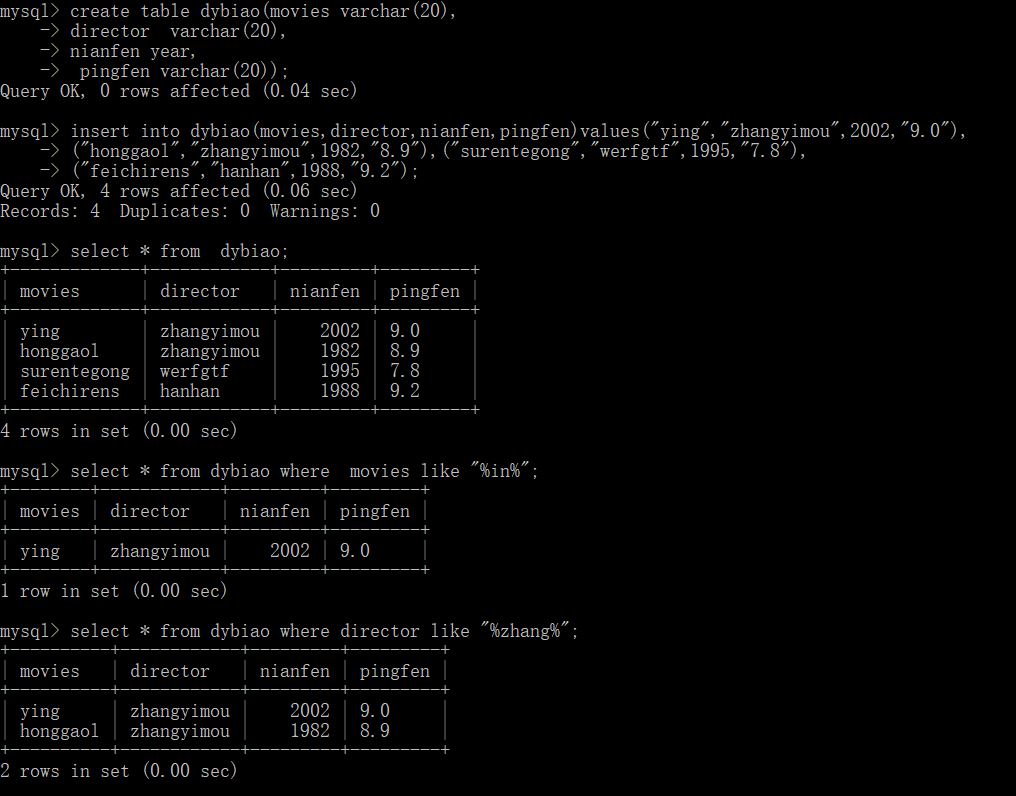 mysql> create table dybiao(movies varchar(20),
    -> director  varchar(20),
    -> nianfen year,
    ->  pingfen varchar(20));
Query OK, 0 rows affected (0.04 sec)

mysql> insert into dybiao(movies,director,nianfen,pingfen)values("ying","zhangyimou",2002,"9.0"),
    -> ("honggaol","zhangyimou",1982,"8.9"),("surentegong","werfgtf",1995,"7.8"),
    -> ("feichirens","hanhan",1988,"9.2");
Query OK, 4 rows affected (0.06 sec)
Records: 4  Duplicates: 0  Warnings: 0

mysql> select * from  dybiao;
+-------------+------------+---------+---------+
| movies      | director   | nianfen | pingfen |
+-------------+------------+---------+---------+
| ying        | zhangyimou |    2002 | 9.0     |
| honggaol    | zhangyimou |    1982 | 8.9     |
| surentegong | werfgtf    |    1995 | 7.8     |
| feichirens  | hanhan     |    1988 | 9.2     |
+-------------+------------+---------+---------+
4 rows in set (0.00 sec)

mysql> select * from dybiao where  movies like "%in%";
+--------+------------+---------+---------+
| movies | director   | nianfen | pingfen |
+--------+------------+---------+---------+
| ying   | zhangyimou |    2002 | 9.0     |
+--------+------------+---------+---------+
1 row in set (0.00 sec)

mysql> select * from dybiao where director like "%zhang%";
+----------+------------+---------+---------+
| movies   | director   | nianfen | pingfen |
+----------+------------+---------+---------+
| ying     | zhangyimou |    2002 | 9.0     |
| honggaol | zhangyimou |    1982 | 8.9     |
+----------+------------+---------+---------+
2 rows in set (0.00 sec)